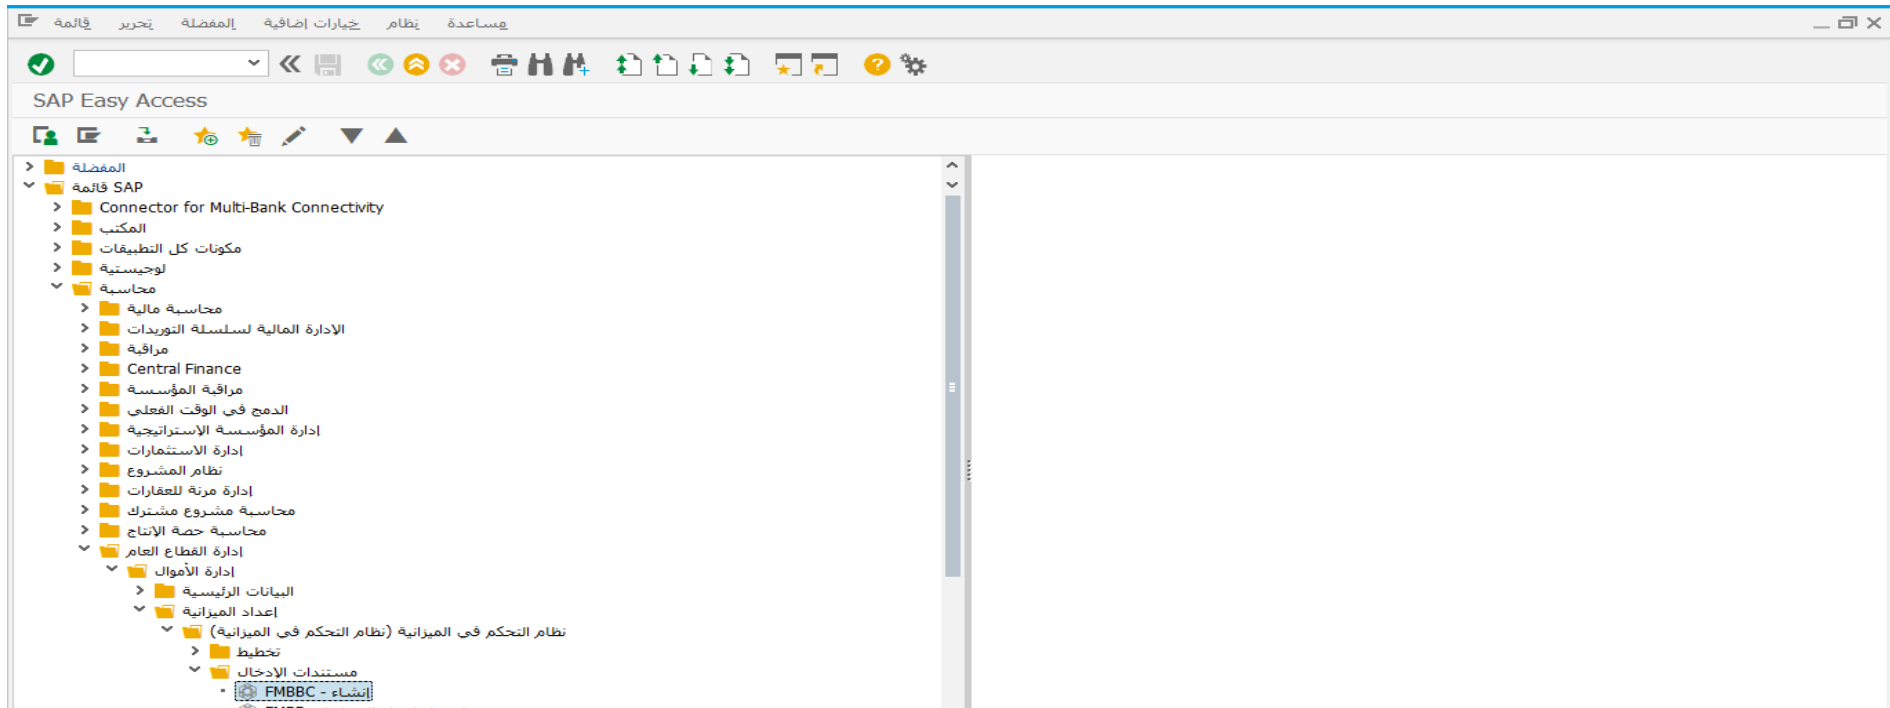 قائمة تحرير المفضلة خيارات إضافية نظام مساعدة
SAP Easy Access
المفضلة
قائمة SAP
Connector for Multi-Bank Connectivity
المكتب
مكونات كل التطبيقات
لوجيستية
محاسبة
محاسبة مالية
الإدارة المالية لسلسلة التوريدات
مراقبة
Central Finance
مراقبة المؤسسة
الدمج في الوقت الفعلي
إدارة المؤسسة الإستراتيجية
إدارة الاستثمارات
نظام المشروع
إدارة مرنة للعقارات
محاسبة مشروع مشترك
محاسبة حصة الإنتاج
إدارة القطاع العام
إدارة الأموال
البيانات الرئيسية
إعداد الميزانية
نظام التحكم في الميزانية (نظام التحكم في الميزانية)
تخطيط
مستندات الإدخال
FMBBC - إنشاء